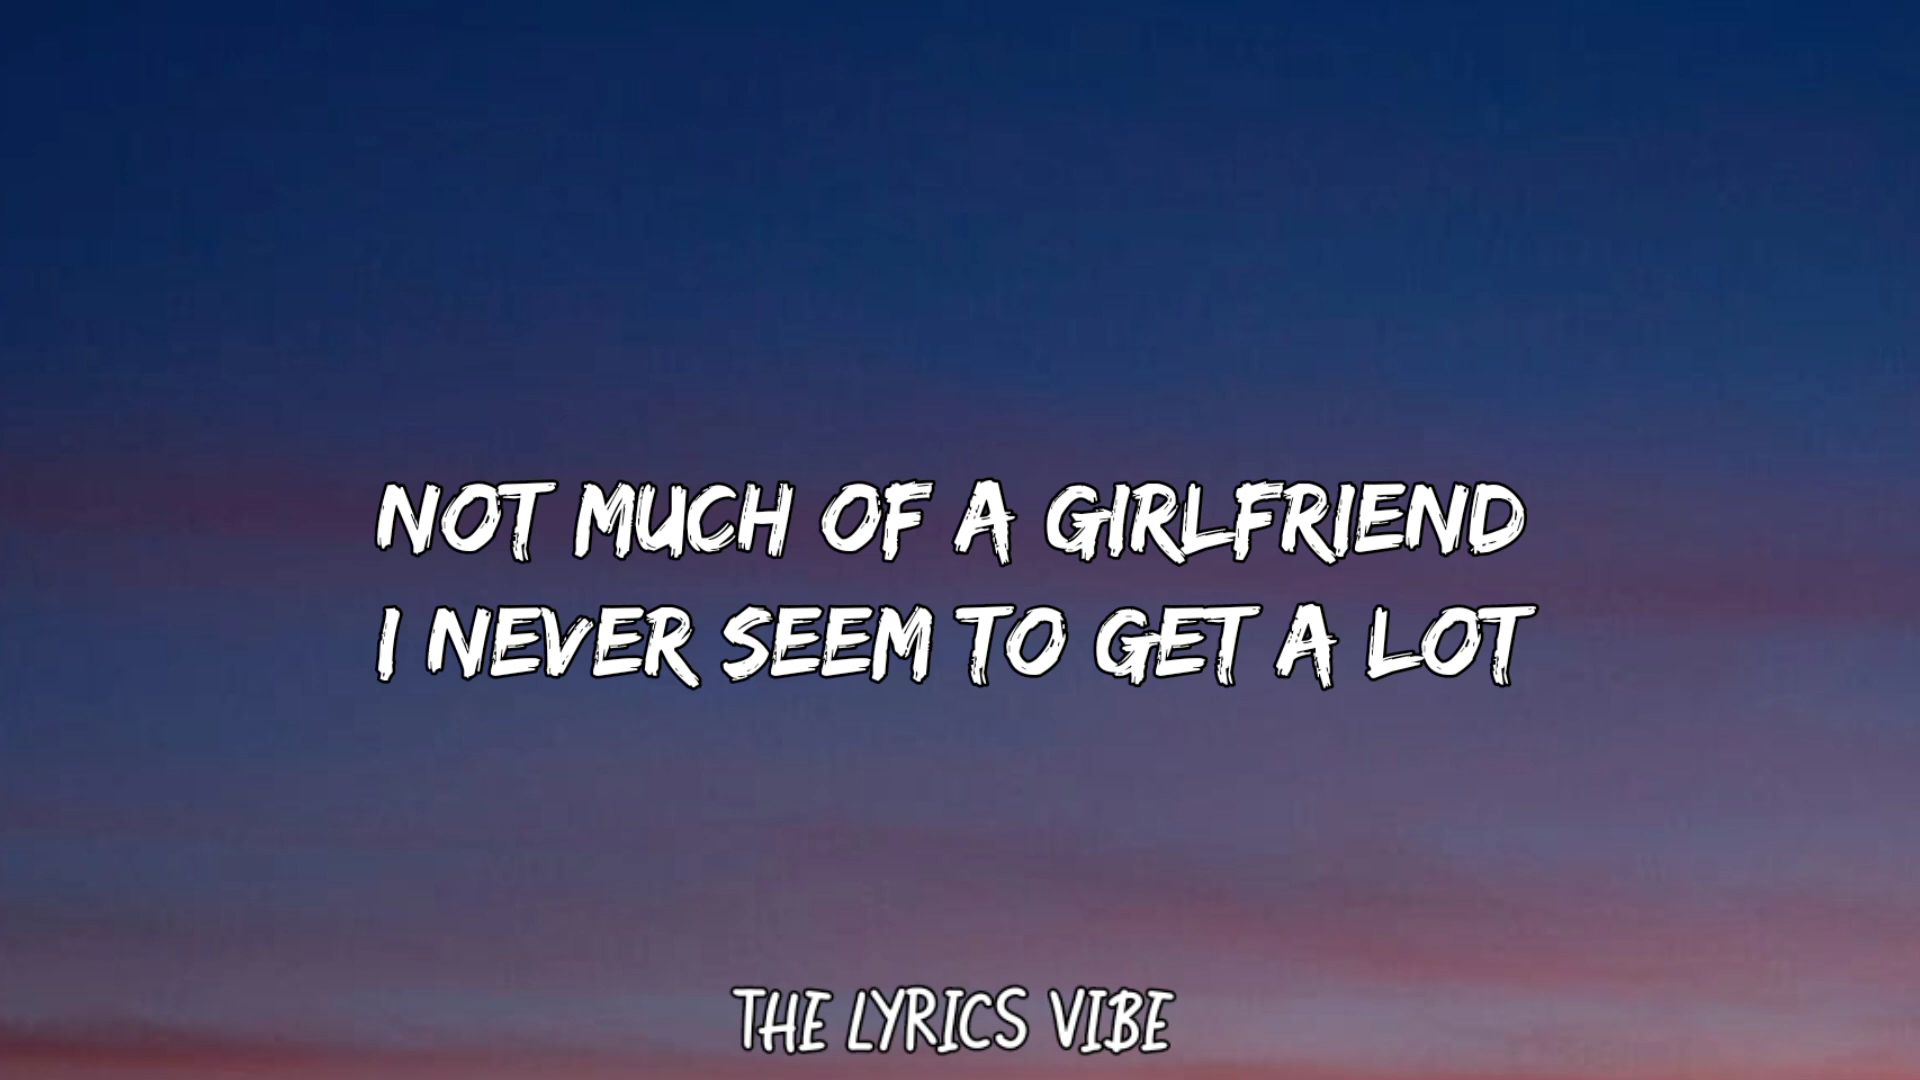 NOT MUCH OF A GIRLFRIEND
I NEVER SEEM TO GET A LOT
THE LYRICS VIBE